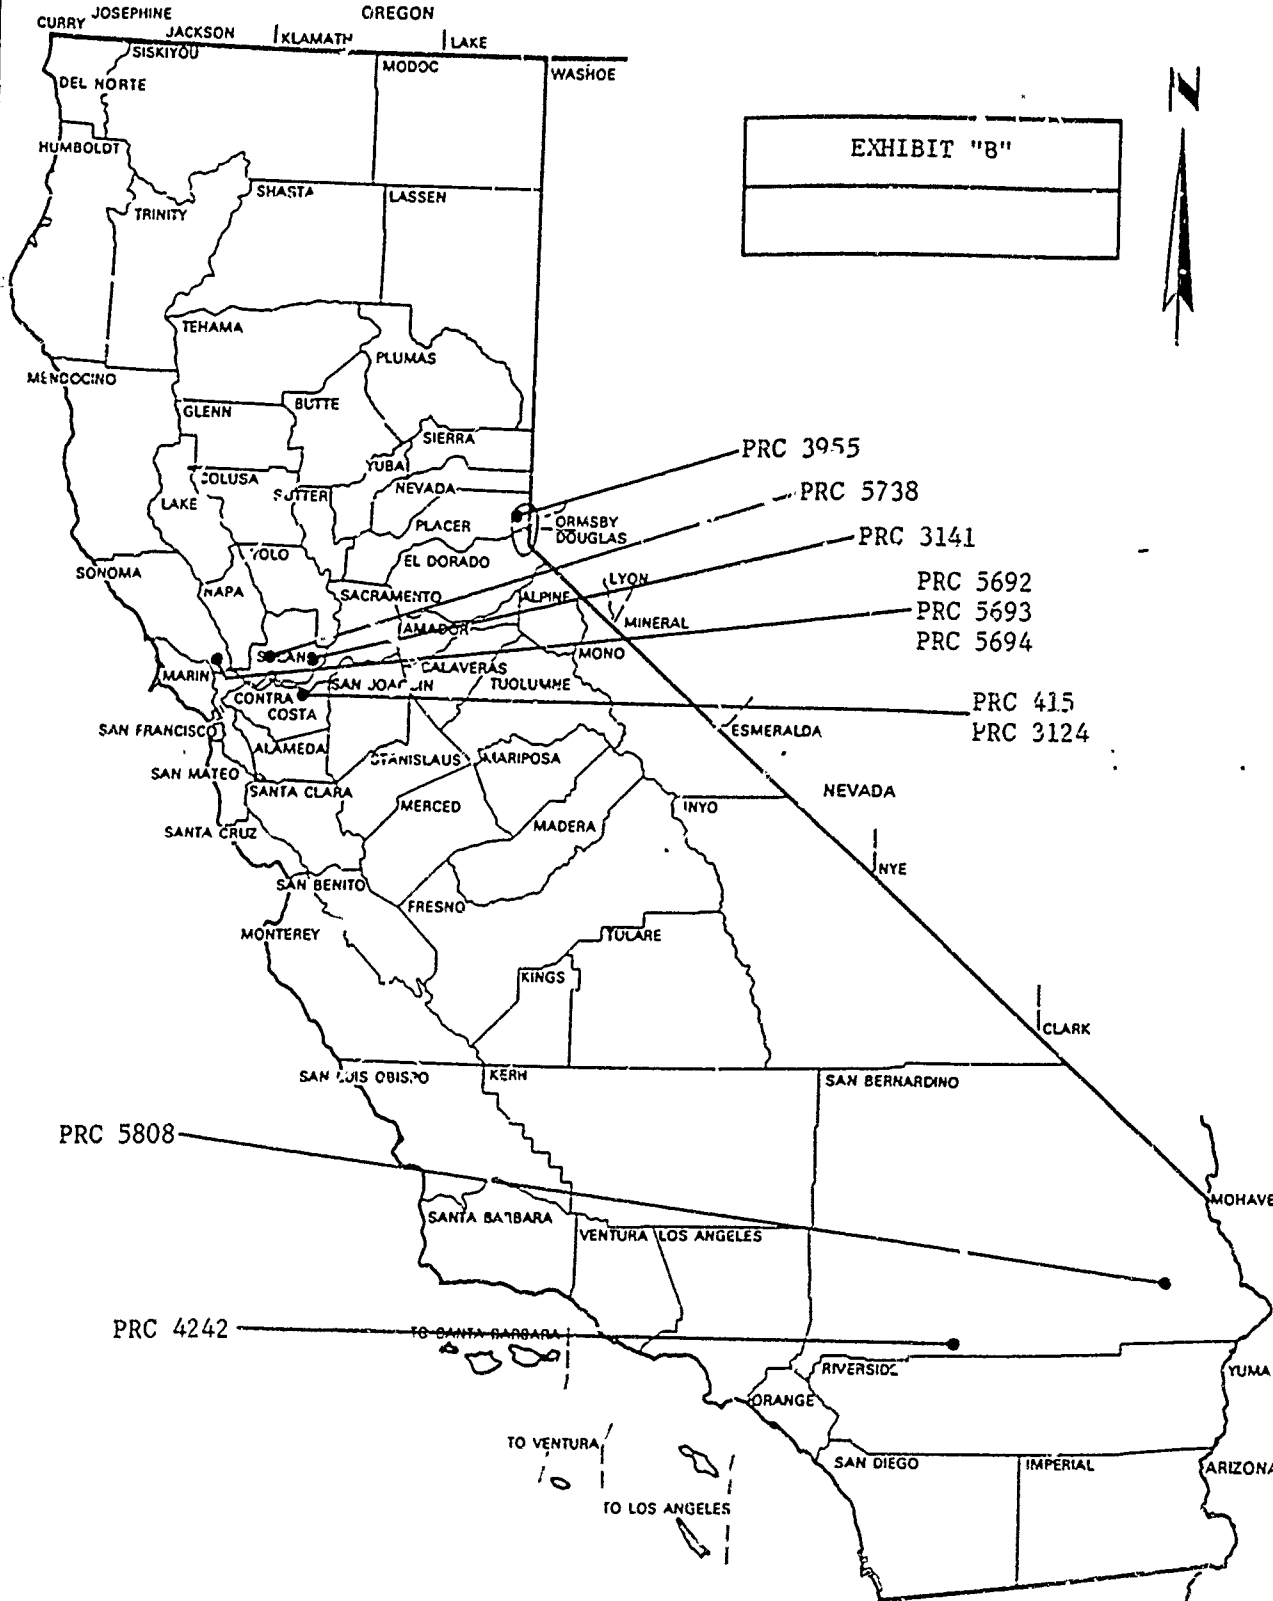 JOSEPHINE
OREGON
CURRY
JACKSON
KLAMATH
LAKE
SISKIYOU
MODOC
WASHOE
DEL NORTE
EXHIBIT "B"
HUMBOLDT
SHASTA
LASSEN
TRINITY
TEHAMA
PLUMAS
MENDOCINO
BUTTE
GLENN
SIERRA
PRC 3955
YUBA
COLUSA
NEVADA
SUTTER
LAKE
PRC 5738
PLACER
ORMSBY
DOUGLAS
PRC 3141
YOLO
EL DORADO
SONOMA
LYON
PRC 5692
NAPA
SACRAMENTO
ALPINE
PRC 5693
MINERAL
AMADOR
PRC 5694
SOLANO
MONO
CALAVERAS
MARIN
SAN JOAQUIN
TUOLUMNE
CONTRA
COSTA
PRC 415
SAN FRANCISCO
ESMERALDA
PRC 3124
ALAMEDA
STANISLAUS
MARIPOSA
SAN MATEO
SANTA CLARA
NEVADA
MERCED
INYO
SANTA CRUZ
MADERA
NYE
SAN BENITO
FRESNO
MONTEREY
TULARE
KINGS
CLARK
SAN LUIS OBISPO
KERN
SAN BERNARDINO
PRC 5808
MOHAVE
SANTA BARBARA
VENTURA
LOS ANGELES
PRC 4242
TO SANTA BARBARA
RIVERSIDE
YUMA
ORANGE
TO VENTURA
SAN DIEGO
IMPERIAL
ARIZONA
TO LOS ANGELES
N